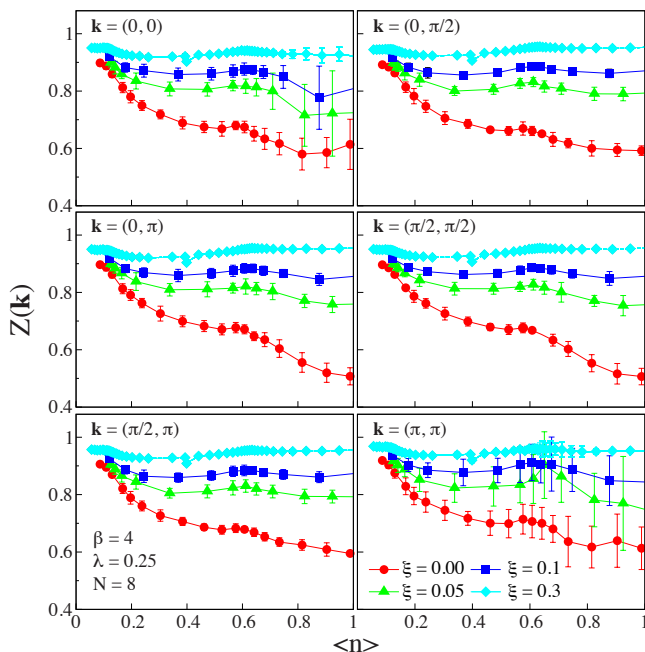 k = (0, 0)
k = (0, π/2)
1
0.8
0.6
0.4
k = (0, π)
k = (π/2, π/2)
1
0.8
0.6
0.4
Z(k)
k = (π/2, π)
k = (π, π)
1
0.8
0.6
0.4
β = 4
λ = 0.25
N = 8
ξ = 0.00
ξ = 0.1
ξ = 0.05
ξ = 0.3
0 0.2 0.4 0.6 0.8 1
0 0.2 0.4 0.6 0.8 1
<n>